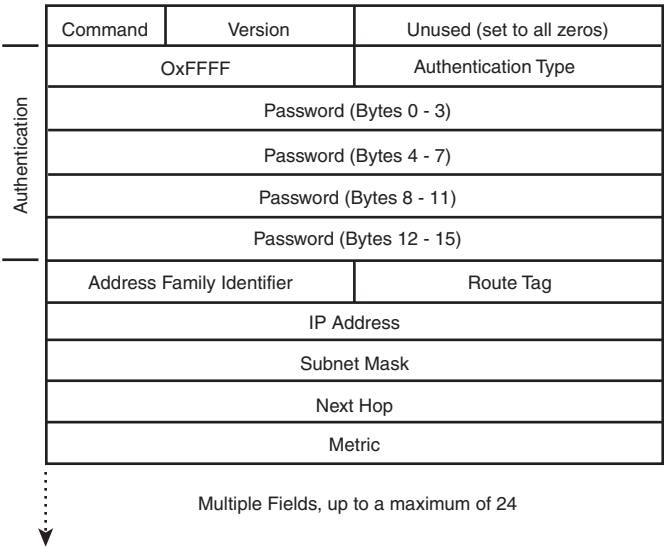 Command Version Unused (set to all zeros)
OxFFFF Authentication Type
Password (Bytes 0 - 3)
Password (Bytes 4 - 7)
Password (Bytes 8 - 11)
Password (Bytes 12 - 15)
Authentication
Address Family Identifier Route Tag
IP Address
Subnet Mask
Next Hop
Metric
Multiple Fields, up to a maximum of 24